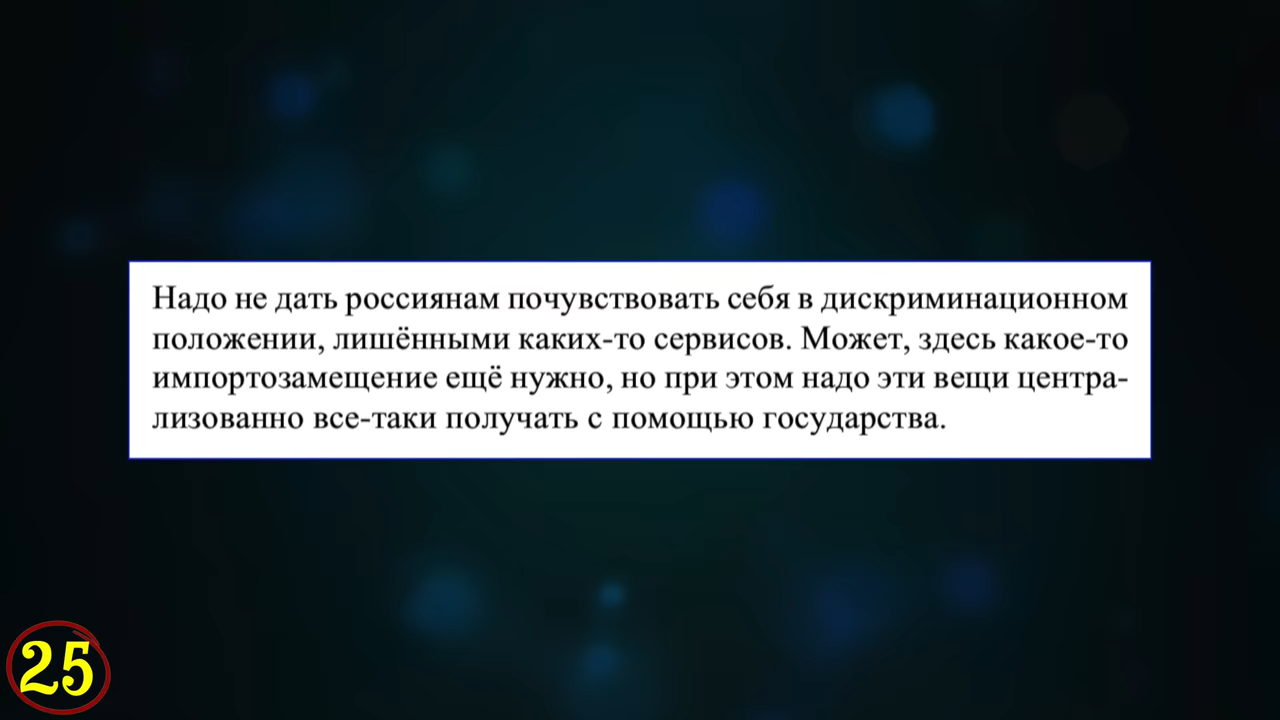 Надо не дать россиянам почувствовать себя в дискриминационном
положении, лишёнными каких-то сервисов. Может, здесь какое-то
импортозамещение ещё нужно, но при этом надо эти вещи центра-
лизованно все-таки получать с помощью государства.
25